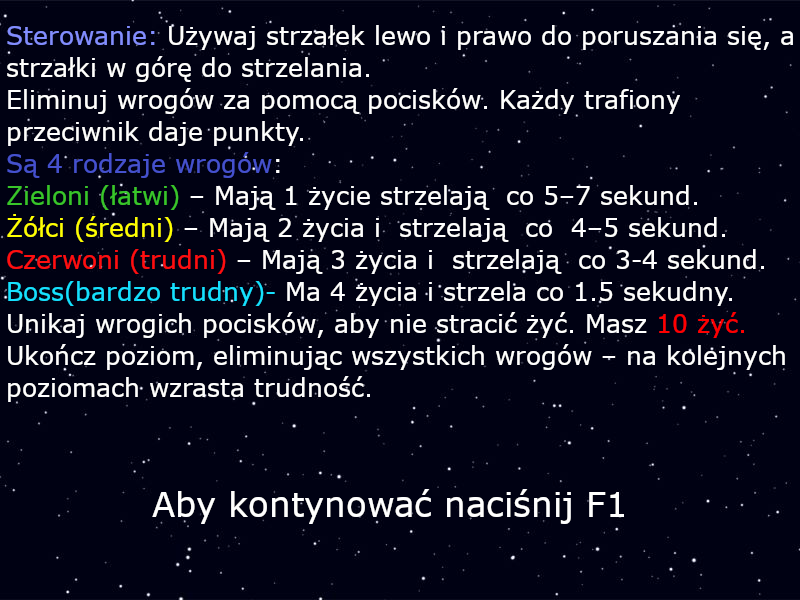 Sterowanie: Używaj strzałek lewo i prawo do poruszania się, a
strzałki w górę do strzelania.
Eliminuj wrogów za pomocą pocisków. Każdy trafiony
przeciwnik daje punkty.
Są 4 rodzaje wrogów:
Zieloni (łatwi) – Mają 1 życie strzelają  co 5–7 sekund.
Żółci (średni) – Mają 2 życia i  strzelają  co  4–5 sekund.
Czerwoni (trudni) – Mają 3 życia i  strzelają  co 3-4 sekund.
Boss(bardzo trudny)- Ma 4 życia i strzela co 1.5 sekudny.
Unikaj wrogich pocisków, aby nie stracić żyć. Masz 10 żyć.
Ukończ poziom, eliminując wszystkich wrogów – na kolejnych
poziomach wzrasta trudność.
Aby kontynować naciśnij F1